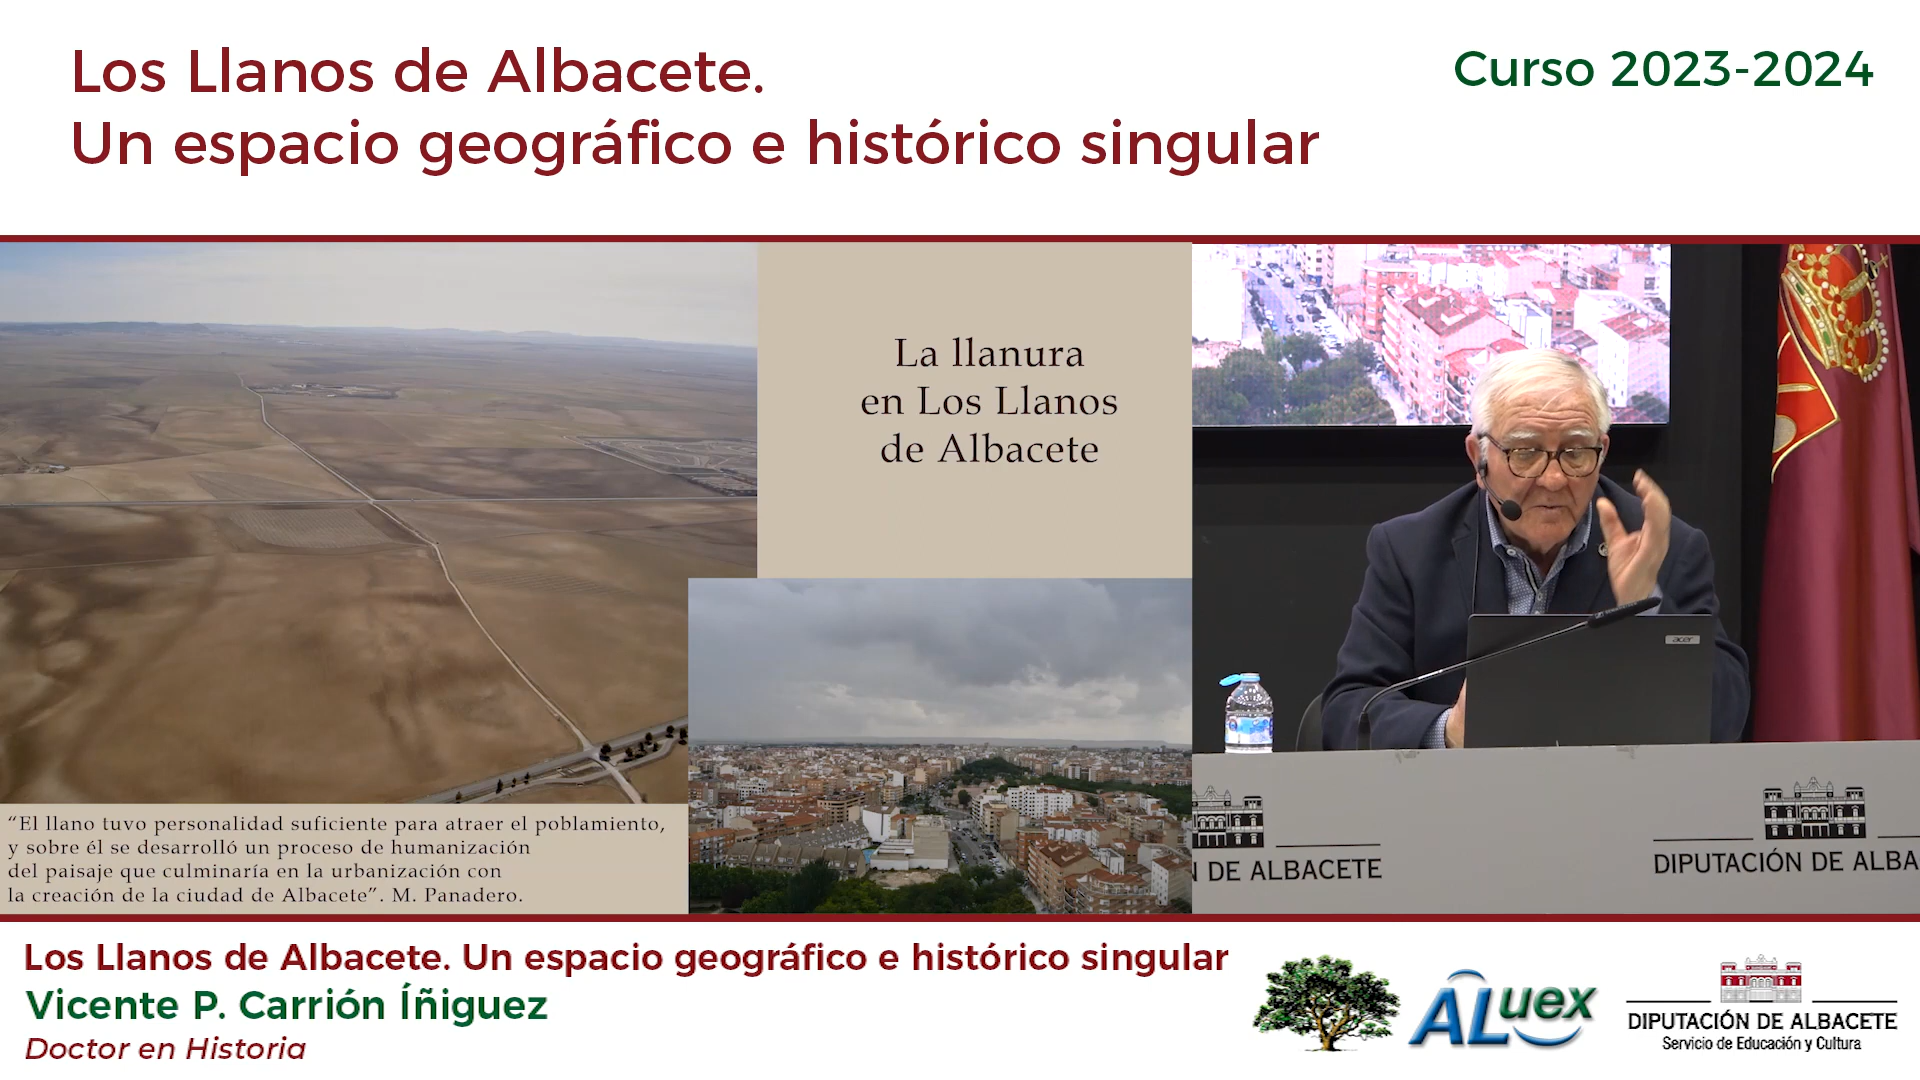 Los Llanos de Albacete.
Un espacio geográfico e histórico singular
Curso 2023-2024
La llanura
en Los Llanos
de Albacete
“El llano tuvo personalidad suficiente para atraer el poblamiento,
y sobre él se desarrolló un proceso de humanización
del paisaje que culminaría en la urbanización con
la creación de la ciudad de Albacete”. M. Panadero.
acer
N DE ALBACETE
DIPUTACIÓN DE ALBA
Los Llanos de Albacete. Un espacio geográfico e histórico singular
Vicente P. Carrión Íñiguez
Doctor en Historia
ALuex
DIPUTACIÓN DE ALBACETE
Servicio de Educación y Cultura